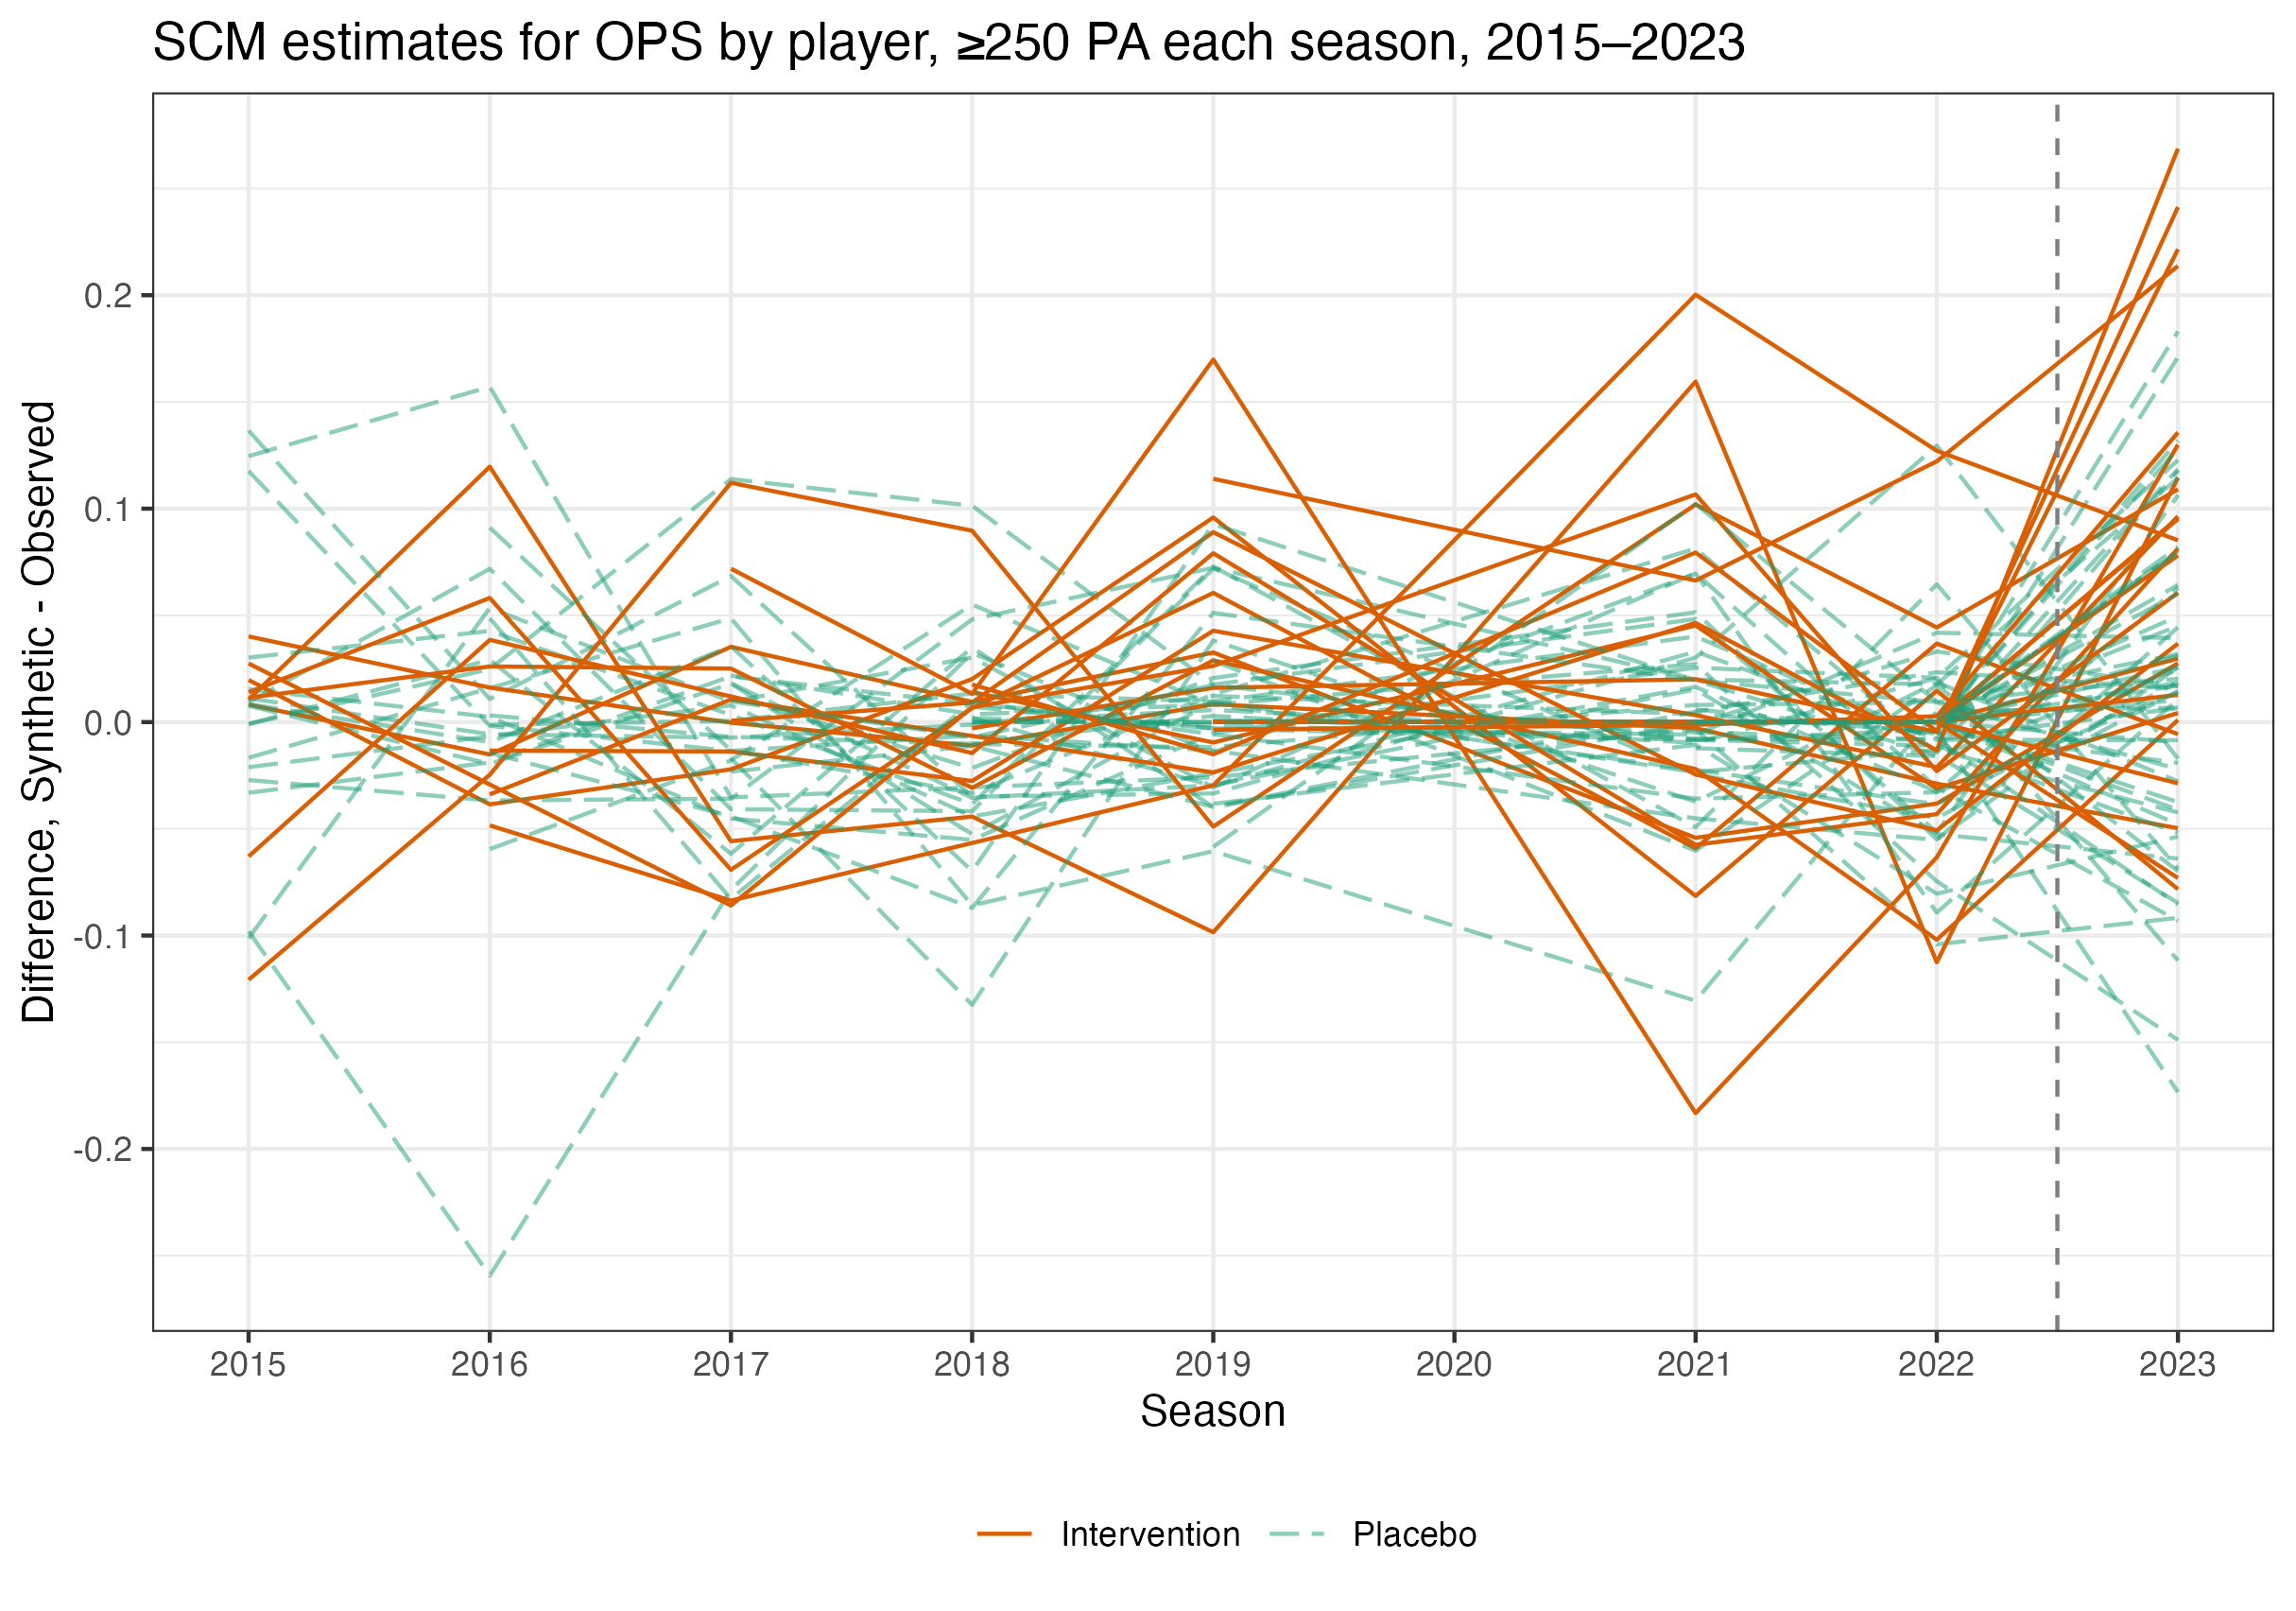 SCM estimates for OPS by player, ≥250 PA each season, 2015–2023
Difference, Synthetic - Observed
0.2
0.1
0.0
-0.1
-0.2
2015 2016 2017 2018 2019 2020 2021 2022 2023
Season
Intervention Placebo